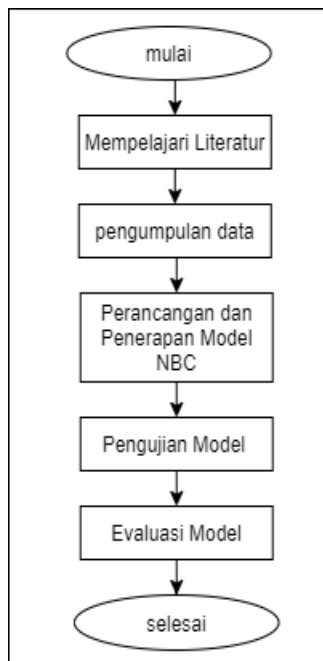 mulai
Mempelajari Literatur
pengumpulan data
Perancangan dan
Penerapan Model
NBC
Pengujian Model
Evaluasi Model
selesai